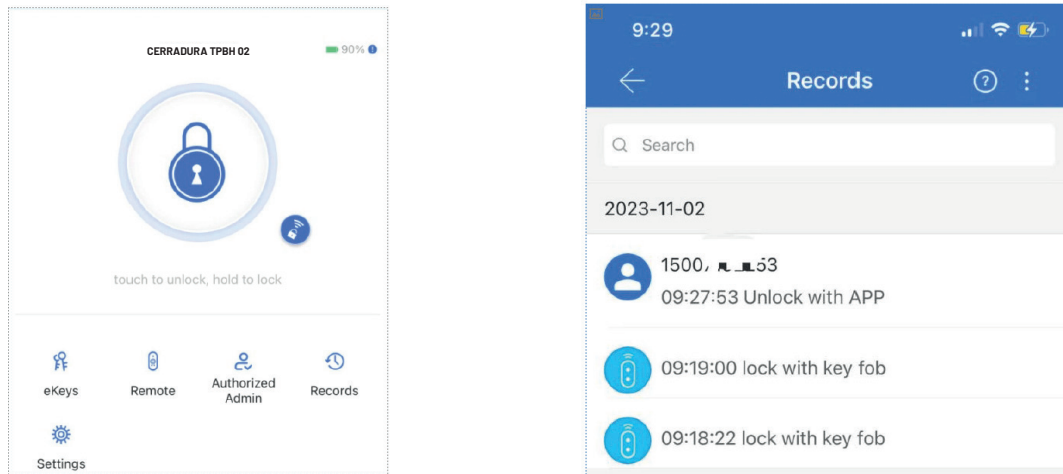 CERRADURA TPBH 02
90%
touch to unlock, hold to lock
eKeys
Remote
Authorized
Admin
Records
Settings
9:29
Records
Search
2023-11-02
09:27:53 Unlock with APP
09:19:00 lock with key fob
09:18:22 lock with key fob